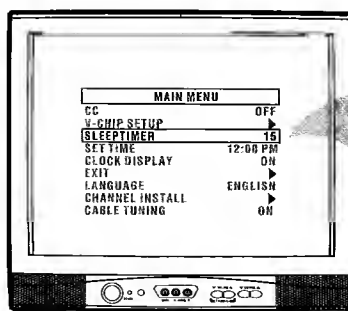 MAIN MENU
CC OFF
V-CHIP SETUP
SLEEPTIMER 15
SET TIME 12:00 PM
CLOCK DISPLAY ON
EXIT
LANGUAGE ENGLISH
CHANNEL INSTALL
CABLE TUNING ON